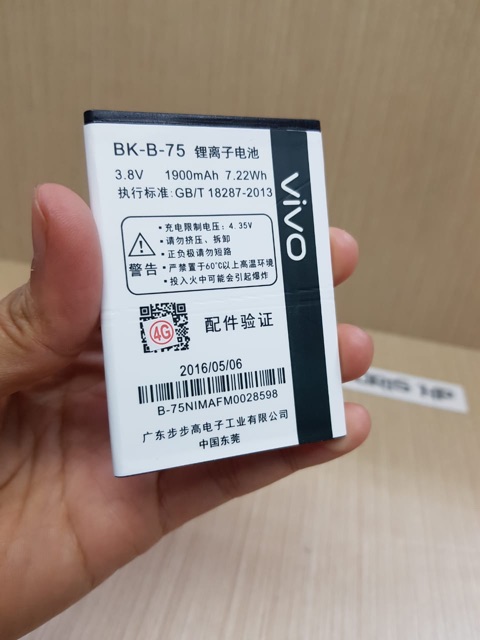 BK-B-75 锂离子电池
3.8V 1900mAh 7.22Wh
执行标准: GB/T 18287-2013
vivo
警告
• 充电限制电压: 4.35V
• 请勿挤压、拆卸
• 正负极请勿短路
• 严禁置于60℃以上高温环境
• 投入火中可能会引起爆炸
4G
配件验证
2016/05/06
B-75NIMAFM0028598
广东步步高电子工业有限公司
中国东莞